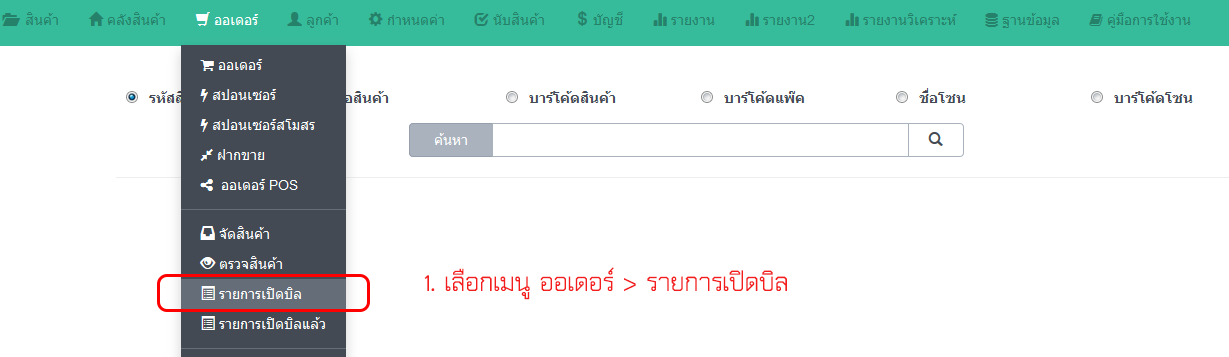 สินค้า คลังสินค้า ออเดอร์ ลูกค้า กำหนดค่า นับสินค้า บัญชี รายงาน รายงาน2 รายงานวิเคราะห์ ฐานข้อมูล คู่มือการใช้งาน
ออเดอร์
สปอนเซอร์
สปอนเซอร์สโมสร
ฝากขาย
ออเดอร์ POS
จัดสินค้า
ตรวจสินค้า
รายการเปิดบิล
รายการเปิดบิลแล้ว
บาร์โค้ดสินค้า บาร์โค้ดแพ็ค ชื่อโซน บาร์โค้ดโซน
ค้นหา
1. เลือกเมนู ออเดอร์ > รายการเปิดบิล